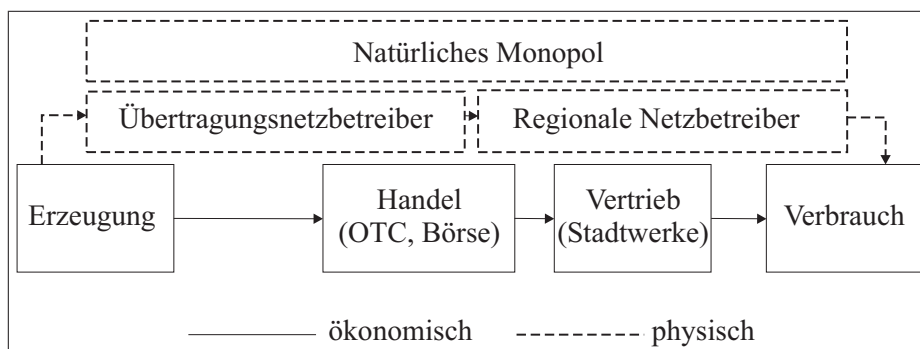 Natürliches Monopol
Übertragungsnetzbetreiber
Regionale Netzbetreiber
Erzeugung
Handel
(OTC, Börse)
Vertrieb
(Stadtwerke)
Verbrauch
ökonomisch
physisch